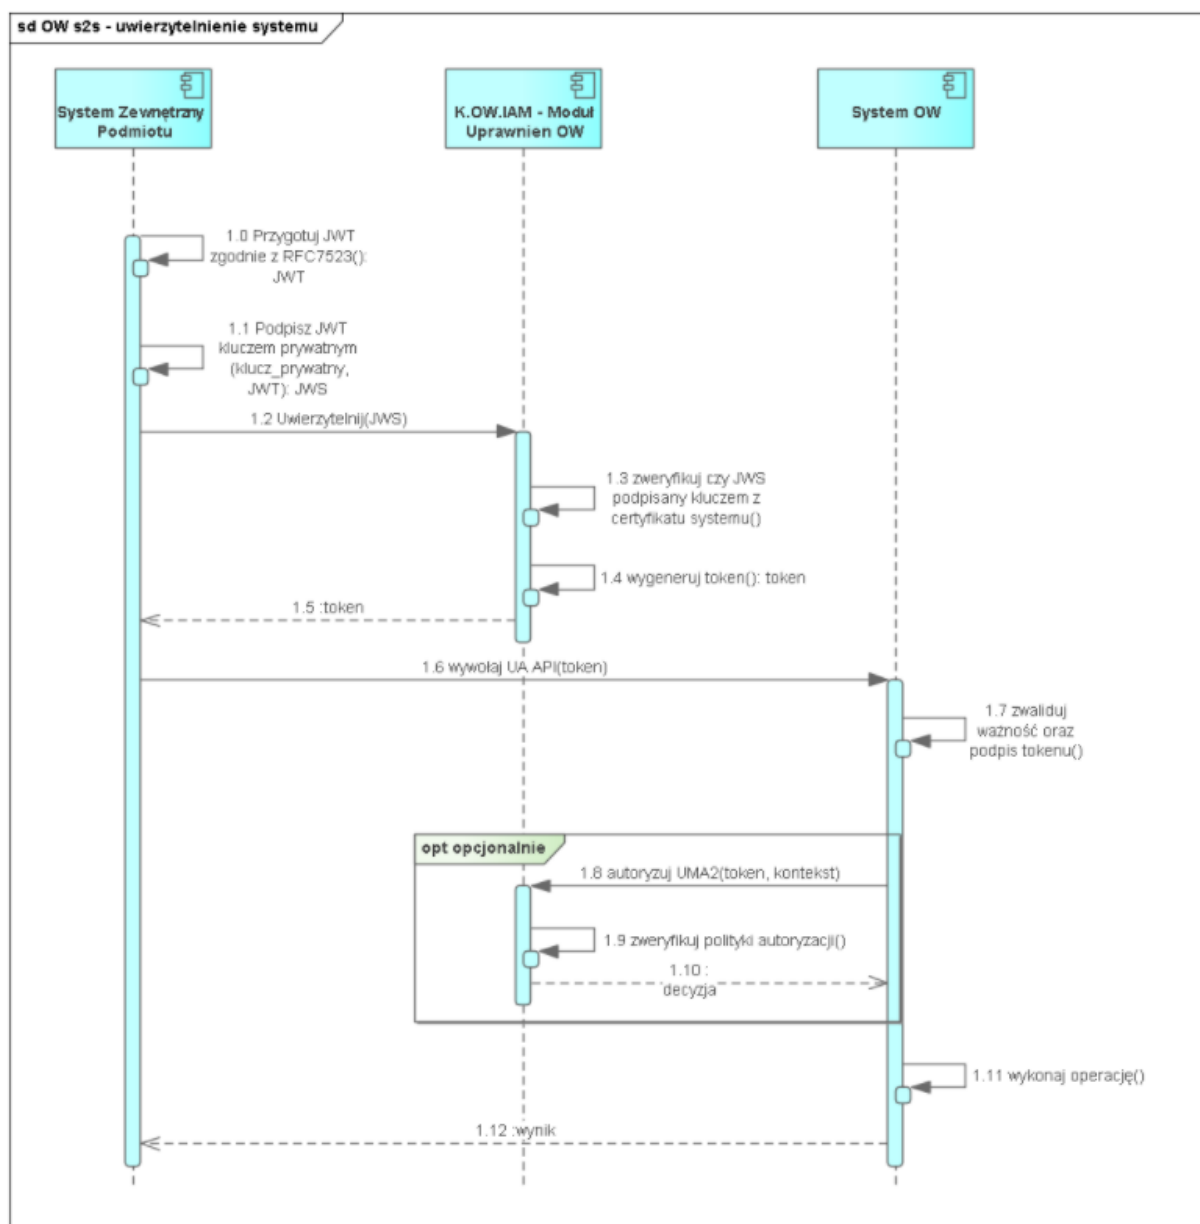 sd OW s2s - uwierzytelnienie systemu
System Zewnętrzny
Podmiotu
K.OW.IAM - Moduł
Uprawnien OW
System OW
1.0 Przygotuj JWT
zgodnie z RFC7523():
JWT
1.1 Podpisz JWT
kluczem prywatnym
(klucz_prywatny,
JWT): JWS
1.2 Uwierzytelnij(JWS)
1.3 zweryfikuj czy JWS
podpisany kluczem z
certyfikatu systemu()
1.4 wygeneruj token(): token
1.5 :token
1.6 wywołaj UA API(token)
1.7 zwaliduj
ważność oraz
podpis tokenu()
opt opcjonalnie
1.8 autoryzuj UMA2(token, kontekst)
1.9 zweryfikuj polityki autoryzacji()
1.10 :
decyzja
1.11 wykonaj operację()
1.12 :wynik